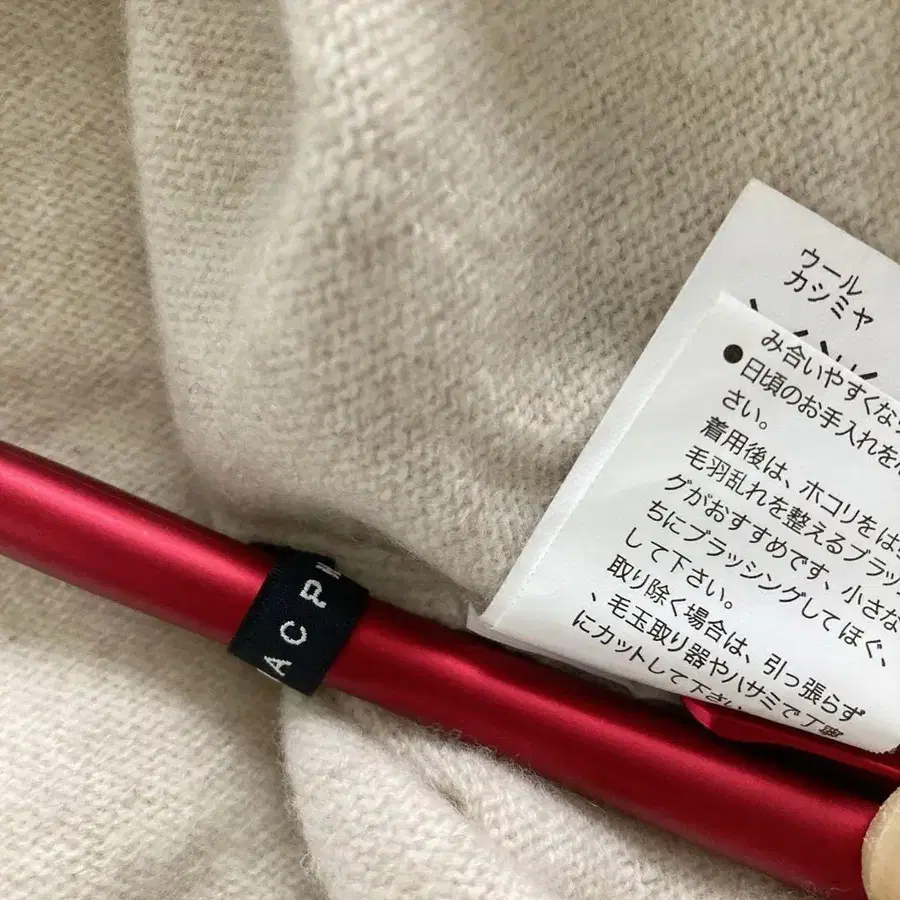 ウール
カシミヤ
み合いやすくな
●日頃のお手入れを
さい。
着用後は、ホコリをは
毛羽乱れを整えるブラッ
グがおすすめです、小さな
ちにブラッシングしてほぐ、
して下さい。
取り除く場合は、引っ張らず
、毛玉取り器やハサミで丁寧
にカットして下さい
AC PH